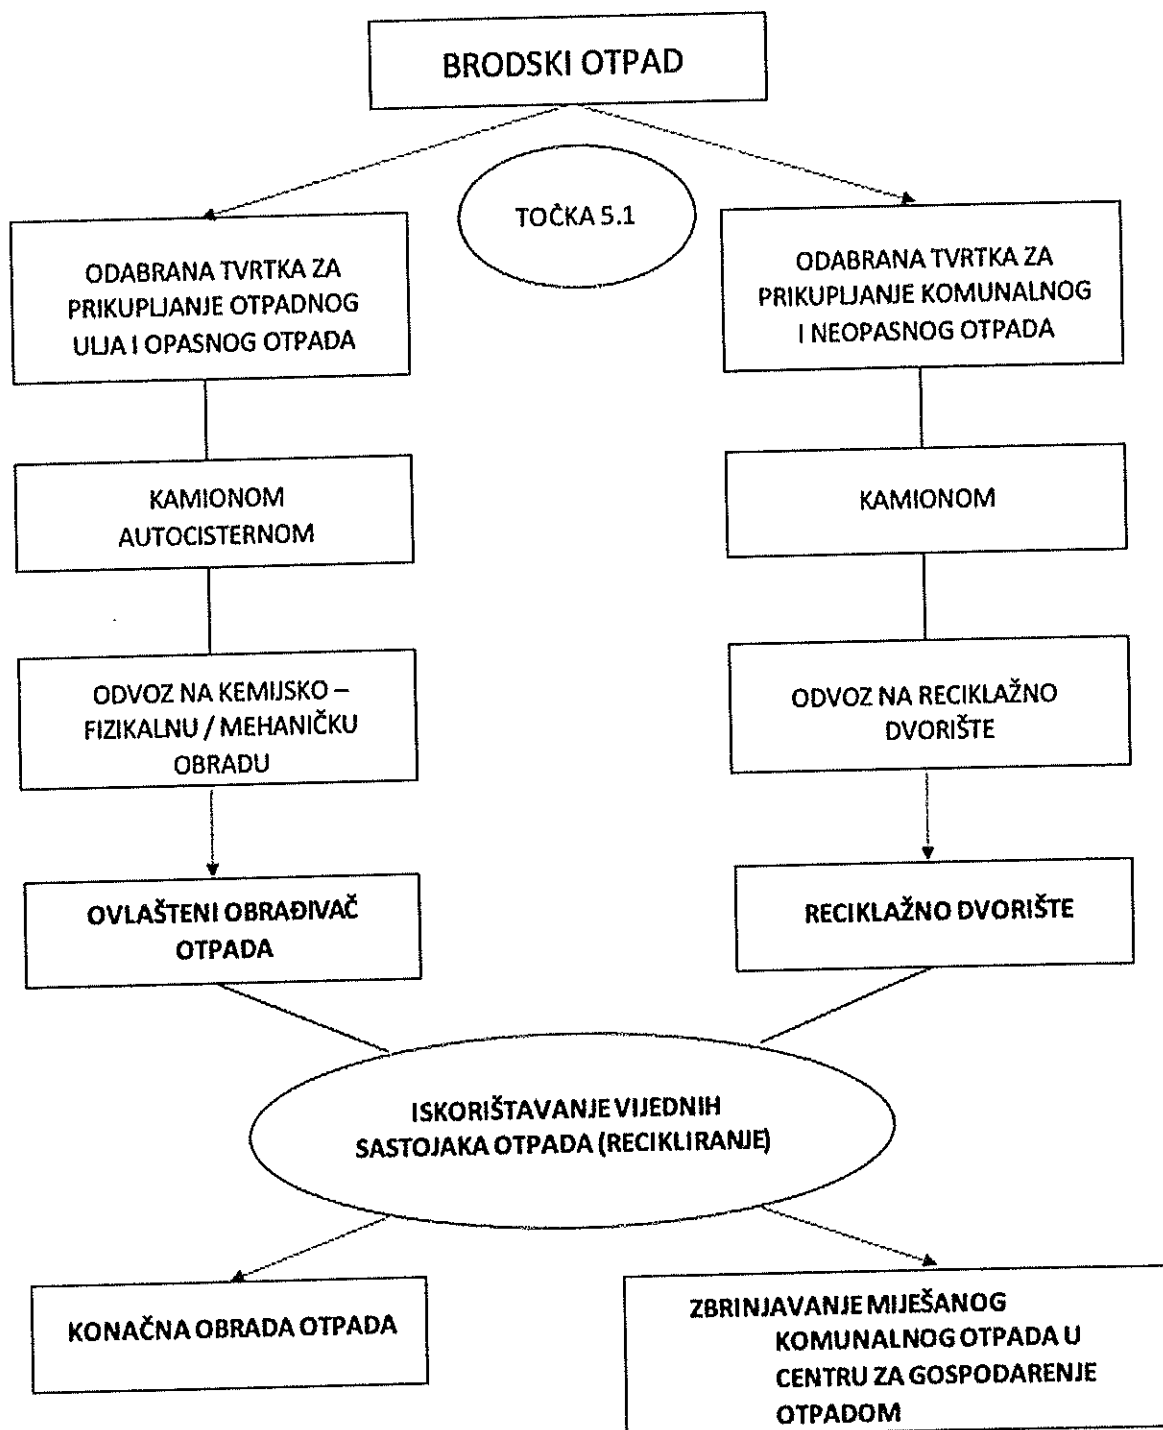 BRODSKI OTPAD
TOČKA 5.1
ODABRANA TVRTKA ZA
PRIKUPLJANJE OTPADNOG
ULJA I OPASNOG OTPADA
ODABRANA TVRTKA ZA
PRIKUPLJANJE KOMUNALNOG
I NEOPASNOG OTPADA
KAMIONOM
AUTOCISTERNOM
KAMIONOM
ODVOZ NA KEMIJSKO –
FIZIKALNU / MEHANIČKU
OBRADU
ODVOZ NA RECIKLAŽNO
DVORIŠTE
OVLAŠTENI OBRAĐIVAČ
OTPADA
RECIKLAŽNO DVORIŠTE
ISKORIŠTAVANJE VIJEDNIH
SASTOJAKA OTPADA (RECIKLIRANJE)
KONAČNA OBRADA OTPADA
ZBRINJAVANJE MIJEŠANOG
KOMUNALNOG OTPADA U
CENTRU ZA GOSPODARENJE
OTPADOM